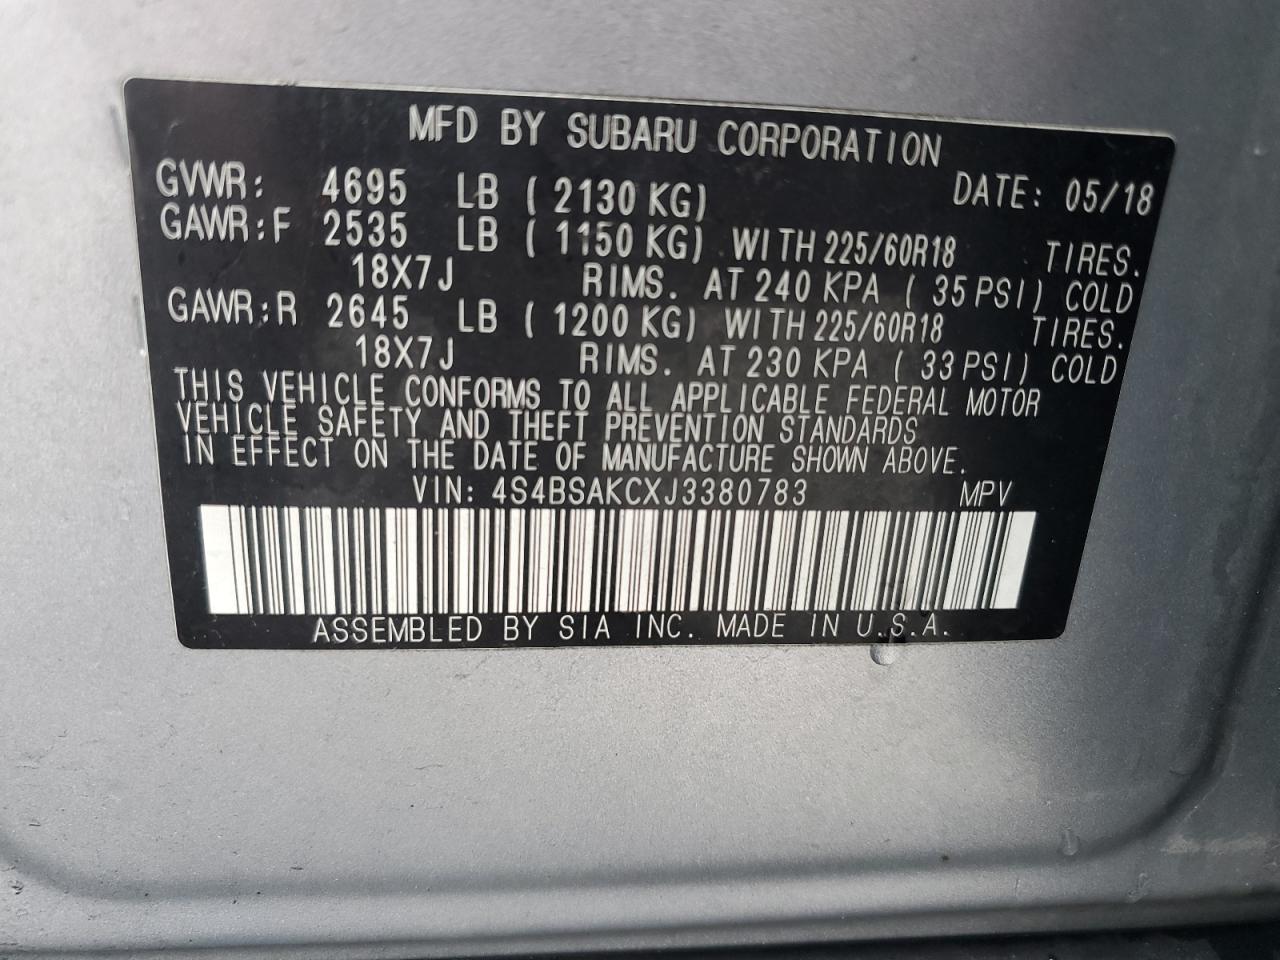 MFD BY SUBARU CORPORATION
GVWR: 4695 LB ( 2130 KG) DATE: 05/18
GAWR:F 2535 LB ( 1150 KG) WITH 225/60R18 TIRES.
18X7J RIMS. AT 240 KPA ( 35 PSI) COLD
GAWR:R 2645 LB ( 1200 KG) WITH 225/60R18 TIRES.
18X7J RIMS. AT 230 KPA ( 33 PSI) COLD
THIS VEHICLE CONFORMS TO ALL APPLICABLE FEDERAL MOTOR
VEHICLE SAFETY AND THEFT PREVENTION STANDARDS
IN EFFECT ON THE DATE OF MANUFACTURE SHOWN ABOVE.
VIN: 4S4BSAKCXJ3380783 MPV
ASSEMBLED BY SIA INC. MADE IN U.S.A.